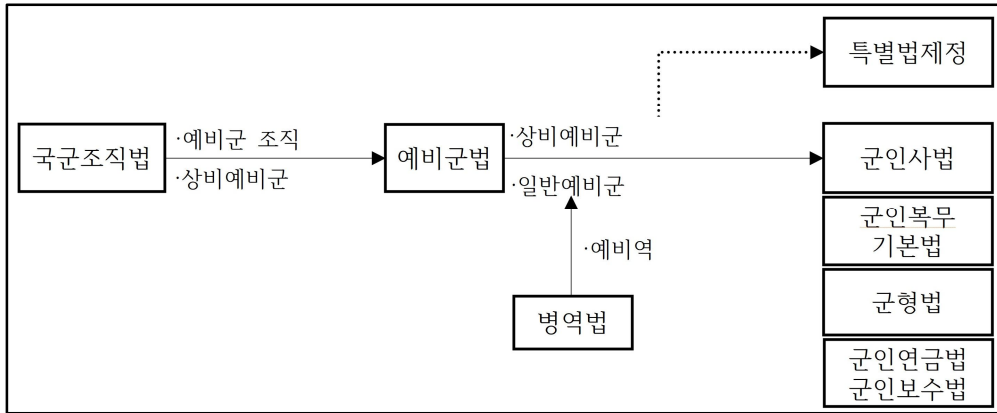 특별법제정
국군조직법
·예비군 조직
·상비예비군
예비군법
·상비예비군
·일반예비군
군인사법
군인복무
기본법
·예비역
병역법
군형법
군인연금법
군인보수법